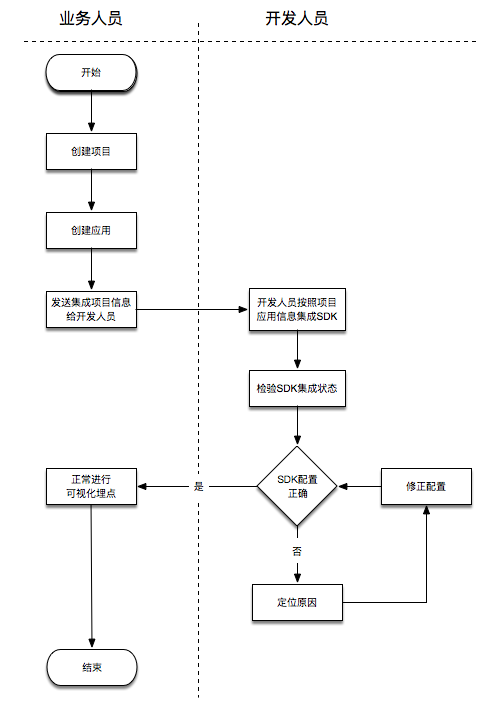 业务人员
开发人员
开始
创建项目
创建应用
发送集成项目信息
给开发人员
开发人员按照项目
应用信息集成SDK
检验SDK集成状态
SDK配置
正确
是
正常进行
可视化埋点
修正配置
否
定位原因
结束